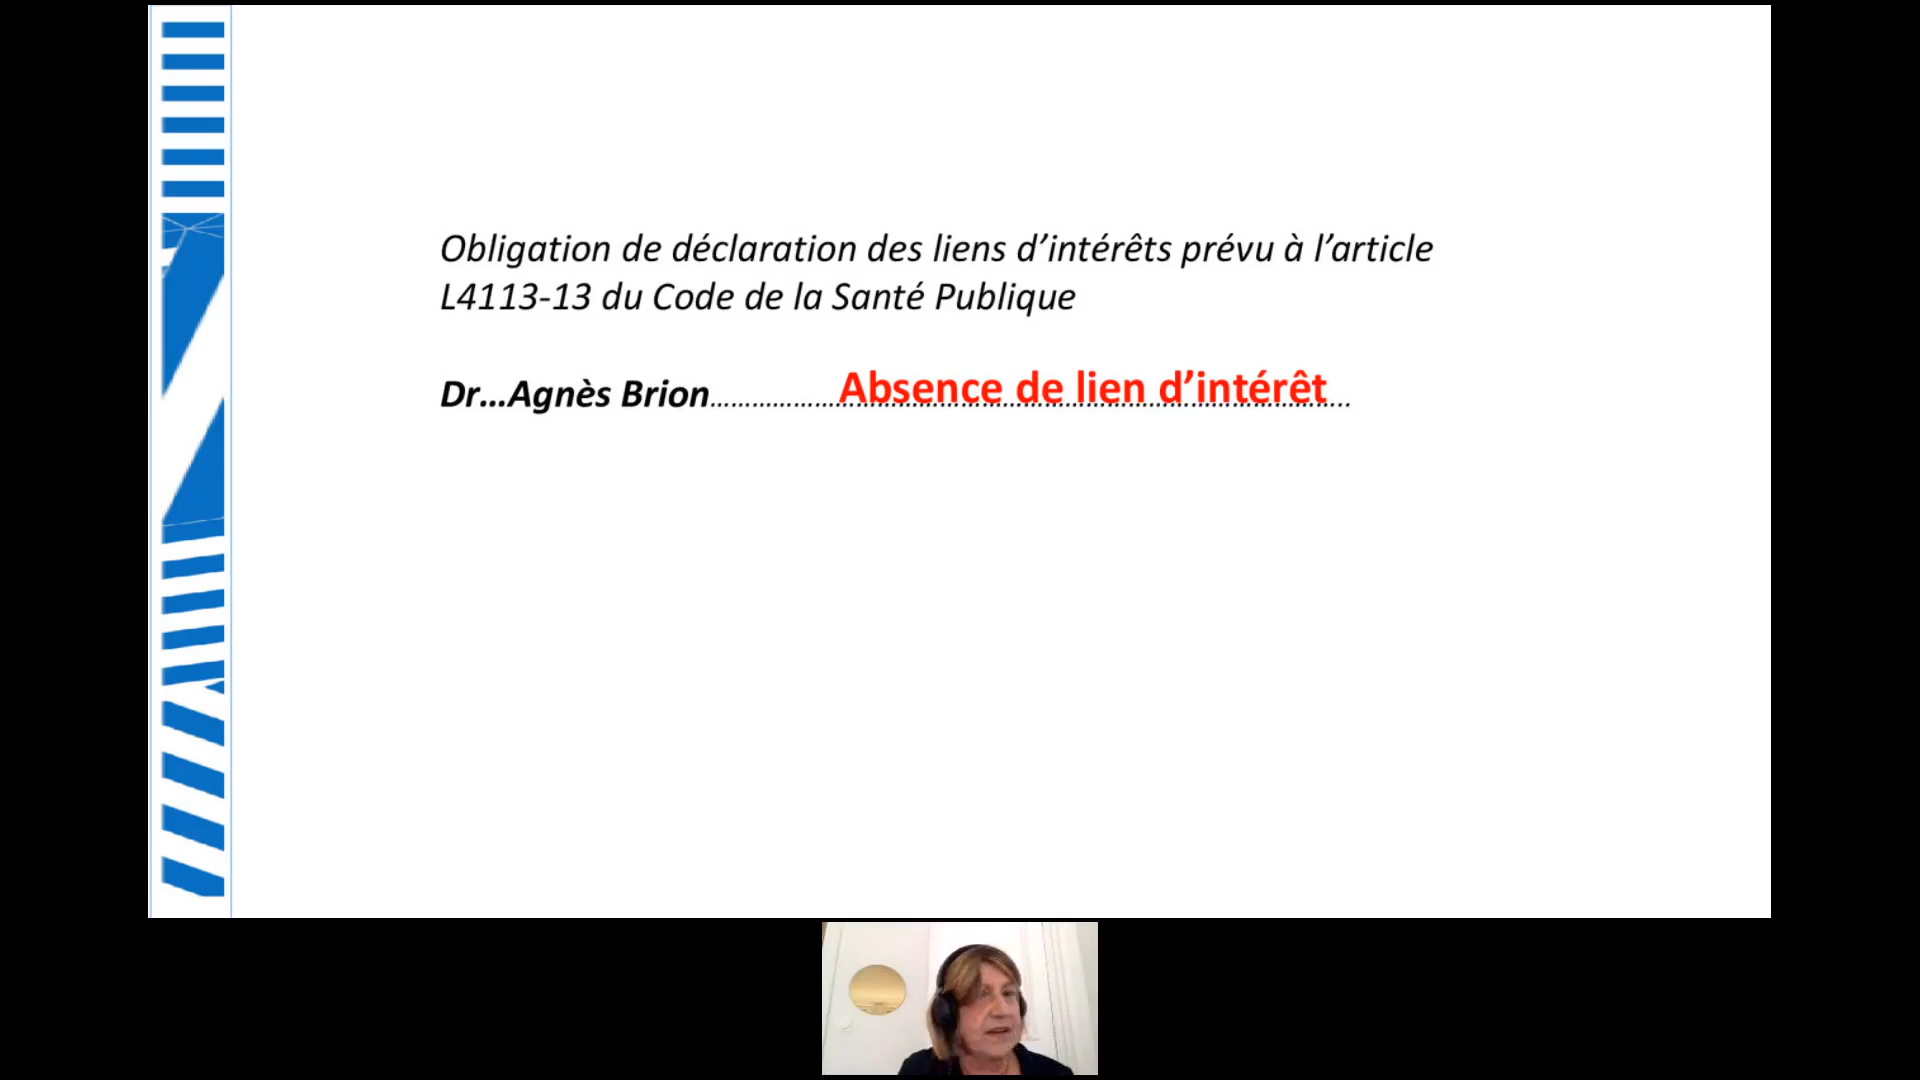 Obligation de déclaration des liens d’intérêts prévu à l’article
L4113-13 du Code de la Santé Publique
Dr…Agnès Brion……………………………………………………………………………...
Absence de lien d’intérêt